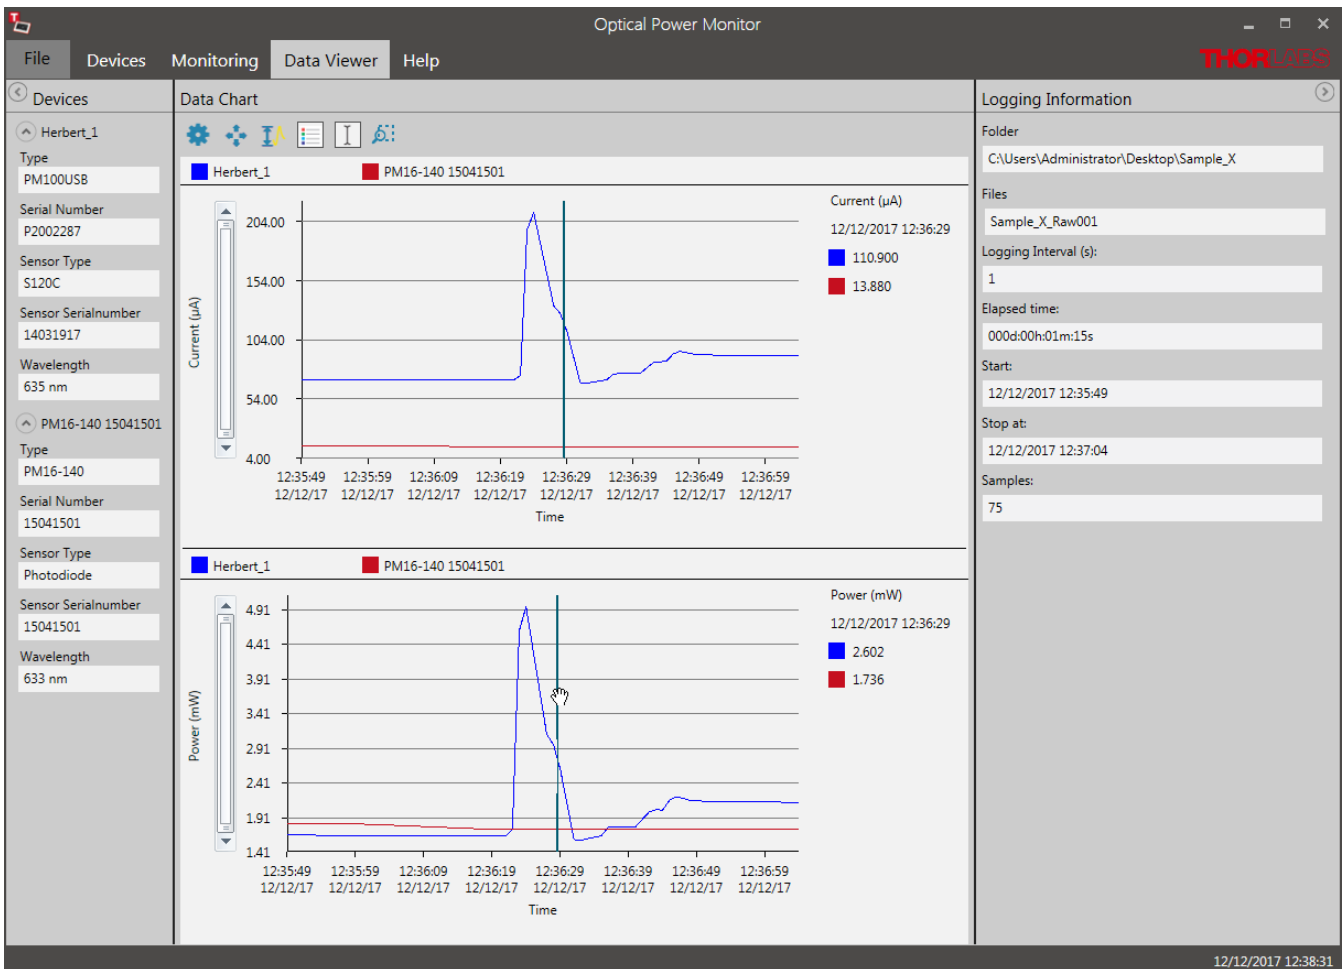 Optical Power Monitor
File Devices Monitoring Data Viewer Help
THORLABS
Devices
Herbert_1
Type
PM100USB
Serial Number
P2002287
Sensor Type
S120C
Sensor Serialnumber
14031917
Wavelength
635 nm
PM16-140 15041501
Type
PM16-140
Serial Number
15041501
Sensor Type
Photodiode
Sensor Serialnumber
15041501
Wavelength
633 nm
Data Chart
Herbert_1 PM16-140 15041501
Current (µA)
204.00
154.00
104.00
54.00
4.00
12:35:49 12:35:59 12:36:09 12:36:19 12:36:29 12:36:39 12:36:49 12:36:59
12/12/17 12/12/17 12/12/17 12/12/17 12/12/17 12/12/17 12/12/17 12/12/17
Time
Current (µA)
12/12/2017 12:36:29
110.900
13.880
Herbert_1 PM16-140 15041501
Power (mW)
4.91
4.41
3.91
3.41
2.91
2.41
1.91
1.41
12:35:49 12:35:59 12:36:09 12:36:19 12:36:29 12:36:39 12:36:49 12:36:59
12/12/17 12/12/17 12/12/17 12/12/17 12/12/17 12/12/17 12/12/17 12/12/17
Time
Power (mW)
12/12/2017 12:36:29
2.602
1.736
Logging Information
Folder
C:\Users\Administrator\Desktop\Sample_X
Files
Sample_X_Raw001
Logging Interval (s):
1
Elapsed time:
000d:00h:01m:15s
Start:
12/12/2017 12:35:49
Stop at:
12/12/2017 12:37:04
Samples:
75
12/12/2017 12:38:31